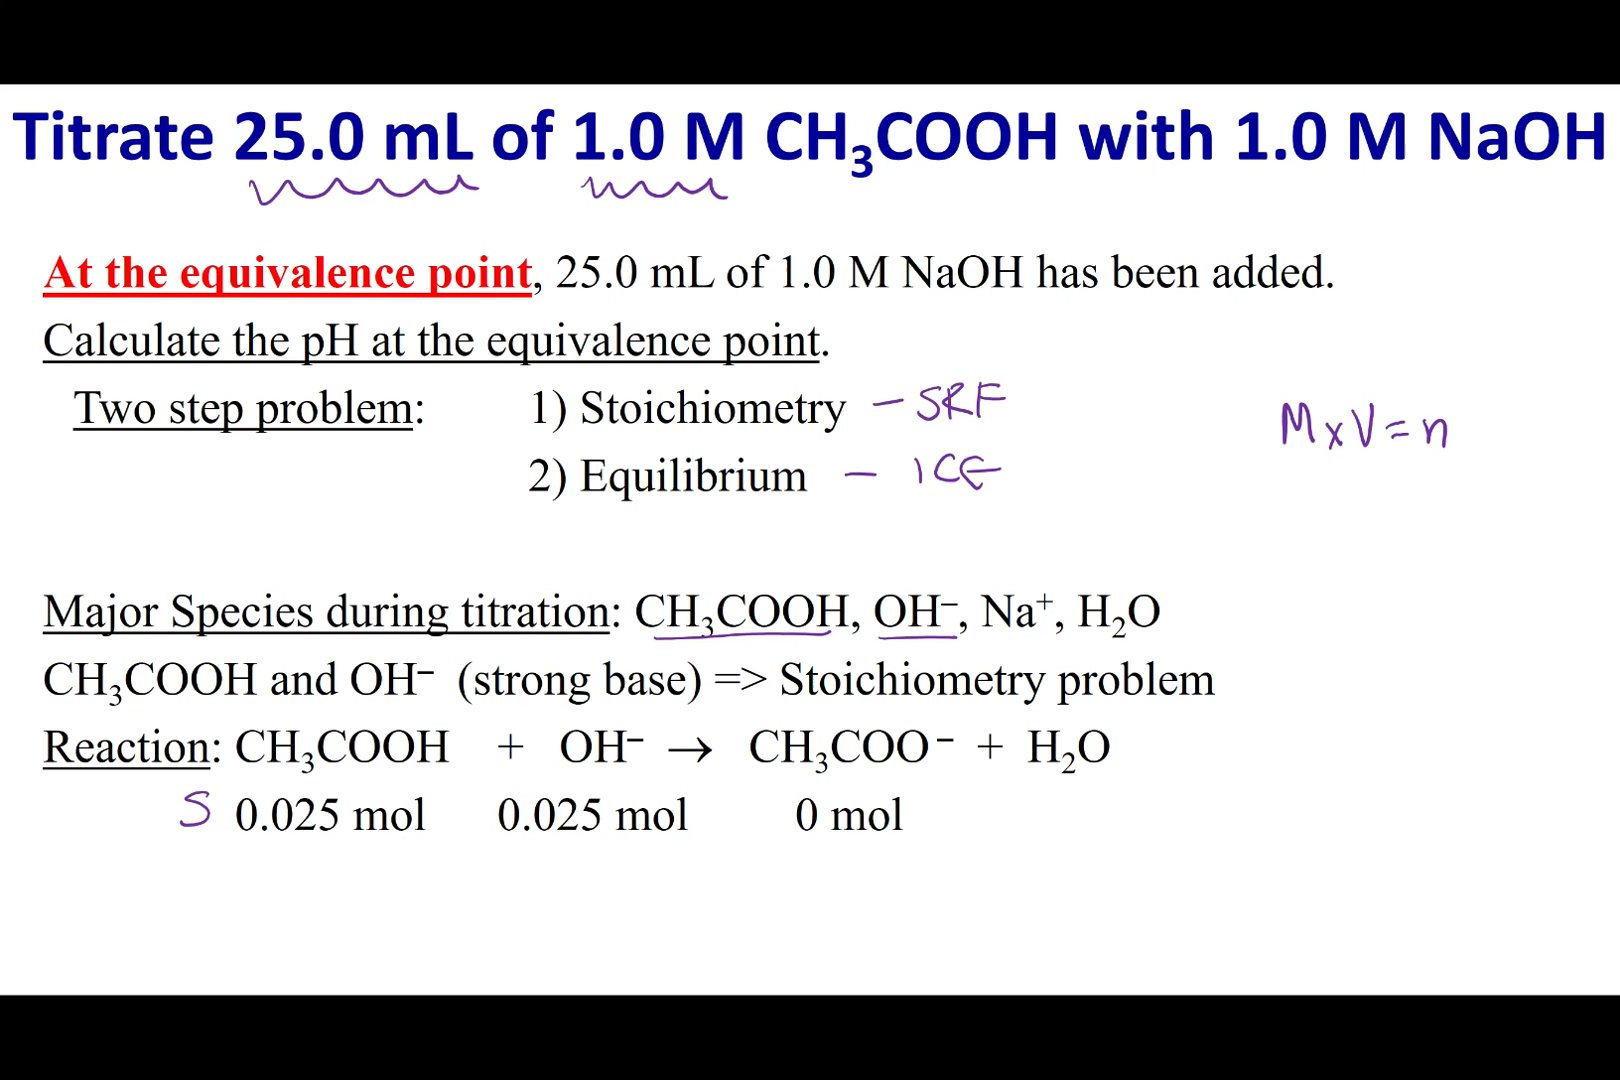 Titrate 25.0 mL of 1.0 M CH₃COOH with 1.0 M NaOH
At the equivalence point, 25.0 mL of 1.0 M NaOH has been added.
Calculate the pH at the equivalence point.
Two step problem: 1) Stoichiometry – SRF
M x V = n
2) Equilibrium – ICE
Major Species during titration: CH₃COOH, OH⁻, Na⁺, H₂O
CH₃COOH and OH⁻ (strong base) => Stoichiometry problem
Reaction: CH₃COOH + OH⁻ → CH₃COO⁻ + H₂O
S 0.025 mol 0.025 mol 0 mol